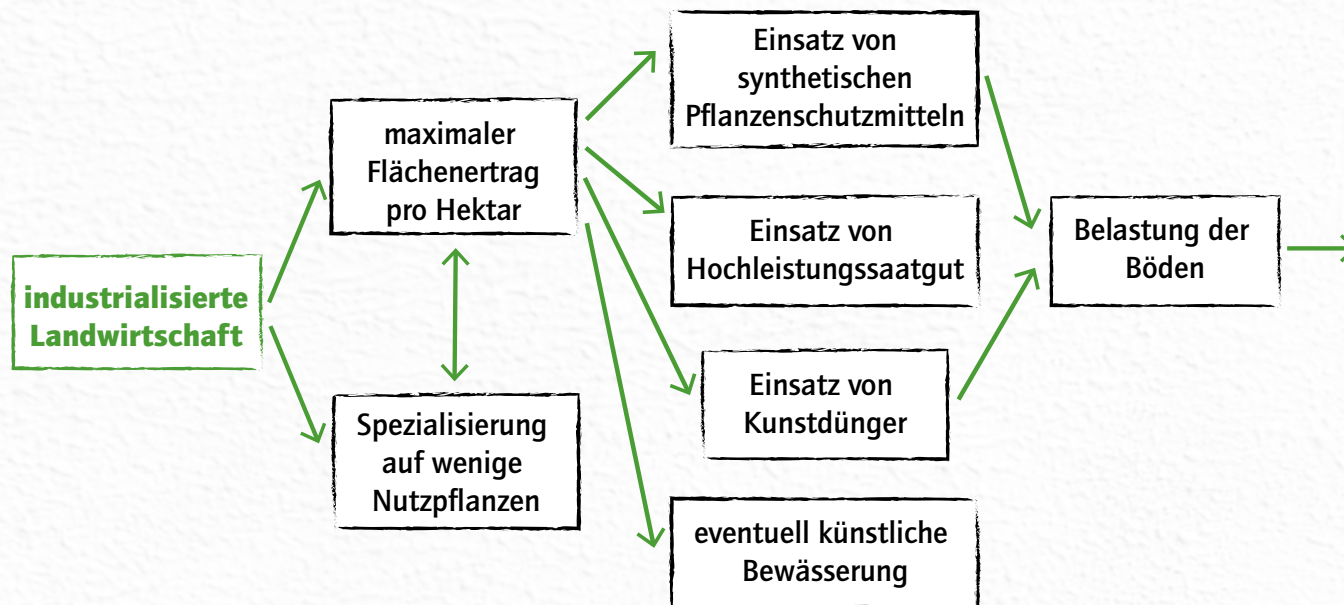 industrialisierte
Landwirtschaft
maximaler
Flächenertrag
pro Hektar
Spezialisierung
auf wenige
Nutzpflanzen
Einsatz von
synthetischen
Pflanzenschutzmitteln
Einsatz von
Hochleistungssaatgut
Einsatz von
Kunstdünger
eventuell künstliche
Bewässerung
Belastung der
Böden